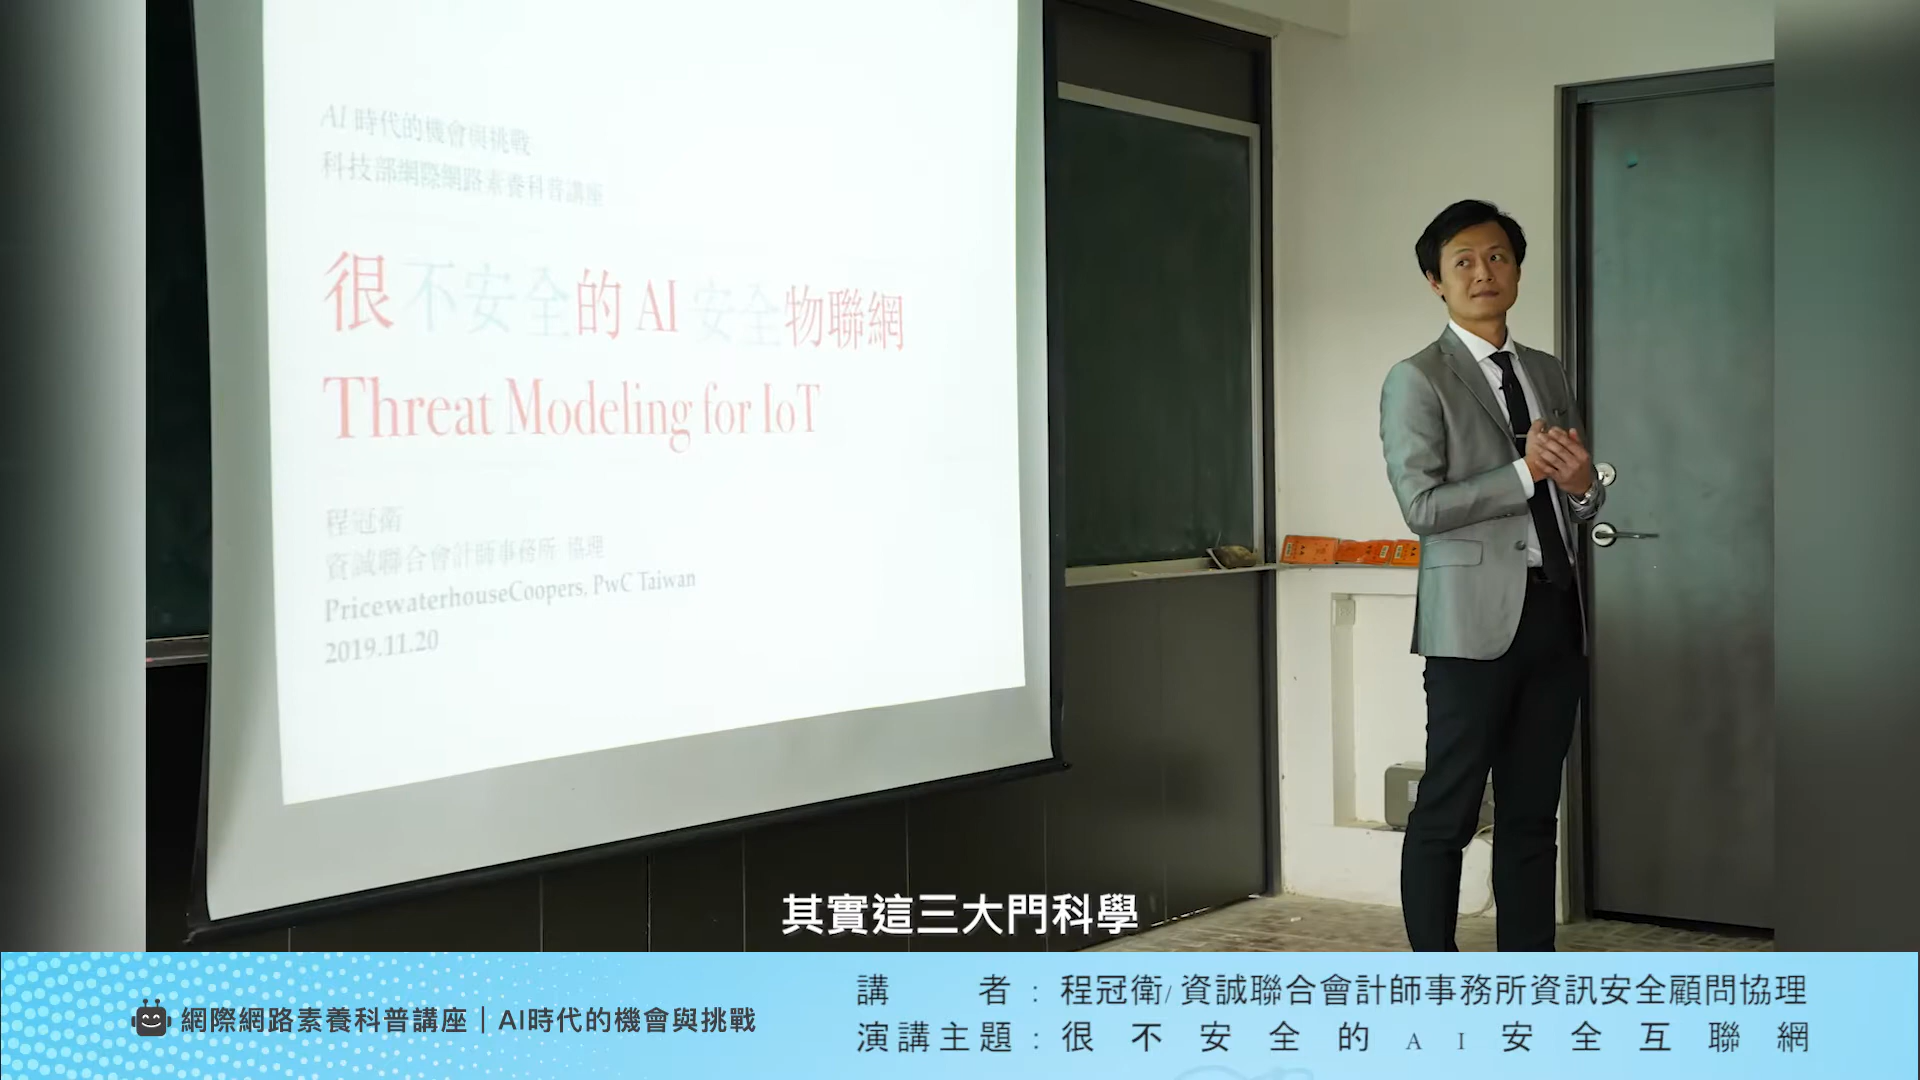 AI 時代的機會與挑戰
科技部網際網路素養科普講座
很不安全的 AI 安全物聯網
Threat Modeling for IoT
程冠衛
資誠聯合會計師事務所 協理
PricewaterhouseCoopers, PwC Taiwan
2019.11.20
其實這三大門科學
網際網路素養科普講座｜AI時代的機會與挑戰
講者：程冠衛/資誠聯合會計師事務所資訊安全顧問協理
演講主題：很不安全的AI安全互聯網